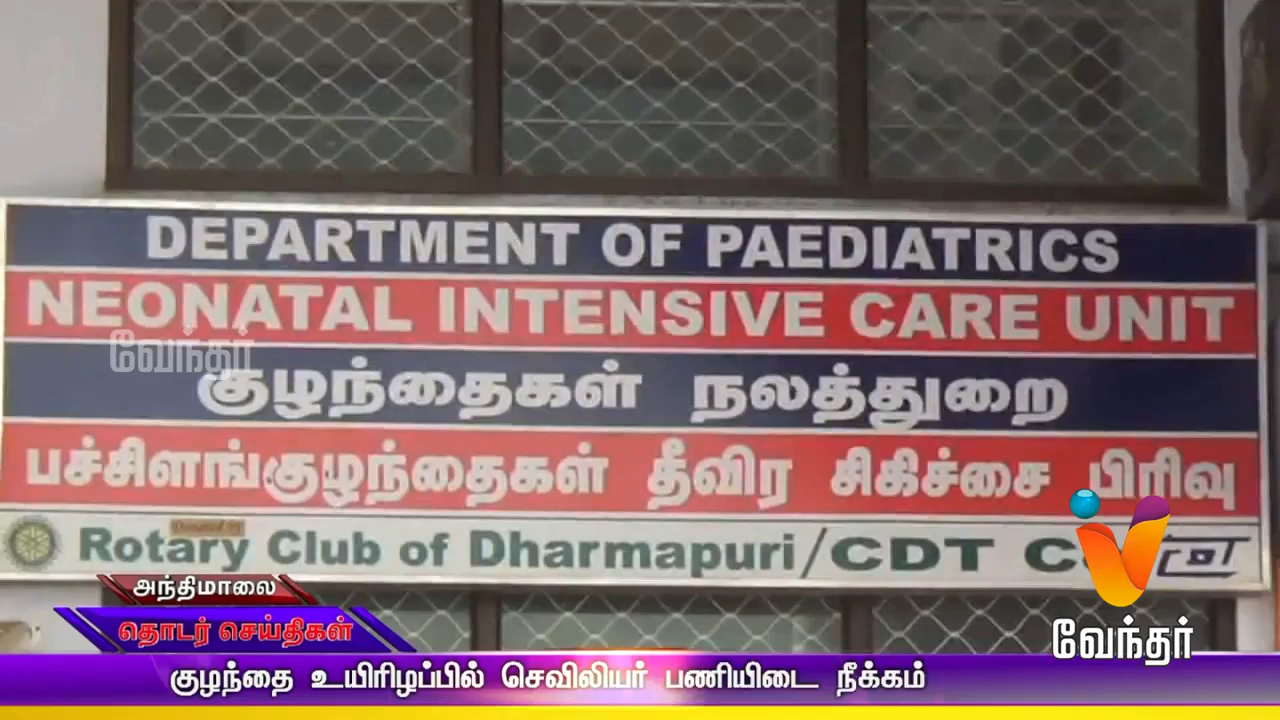 DEPARTMENT OF PAEDIATRICS
NEONATAL INTENSIVE CARE UNIT
வேந்தர்
குழந்தைகள் நலத்துறை
பச்சிளங்குழந்தைகள் தீவிர சிகிச்சை பிரிவு
Rotary Club of Dharmapuri/CDT
அந்திமாலை
தொடர் செய்திகள்
வேந்தர்
குழந்தை உயிரிழப்பில் செவிலியர் பணியிடை நீக்கம்